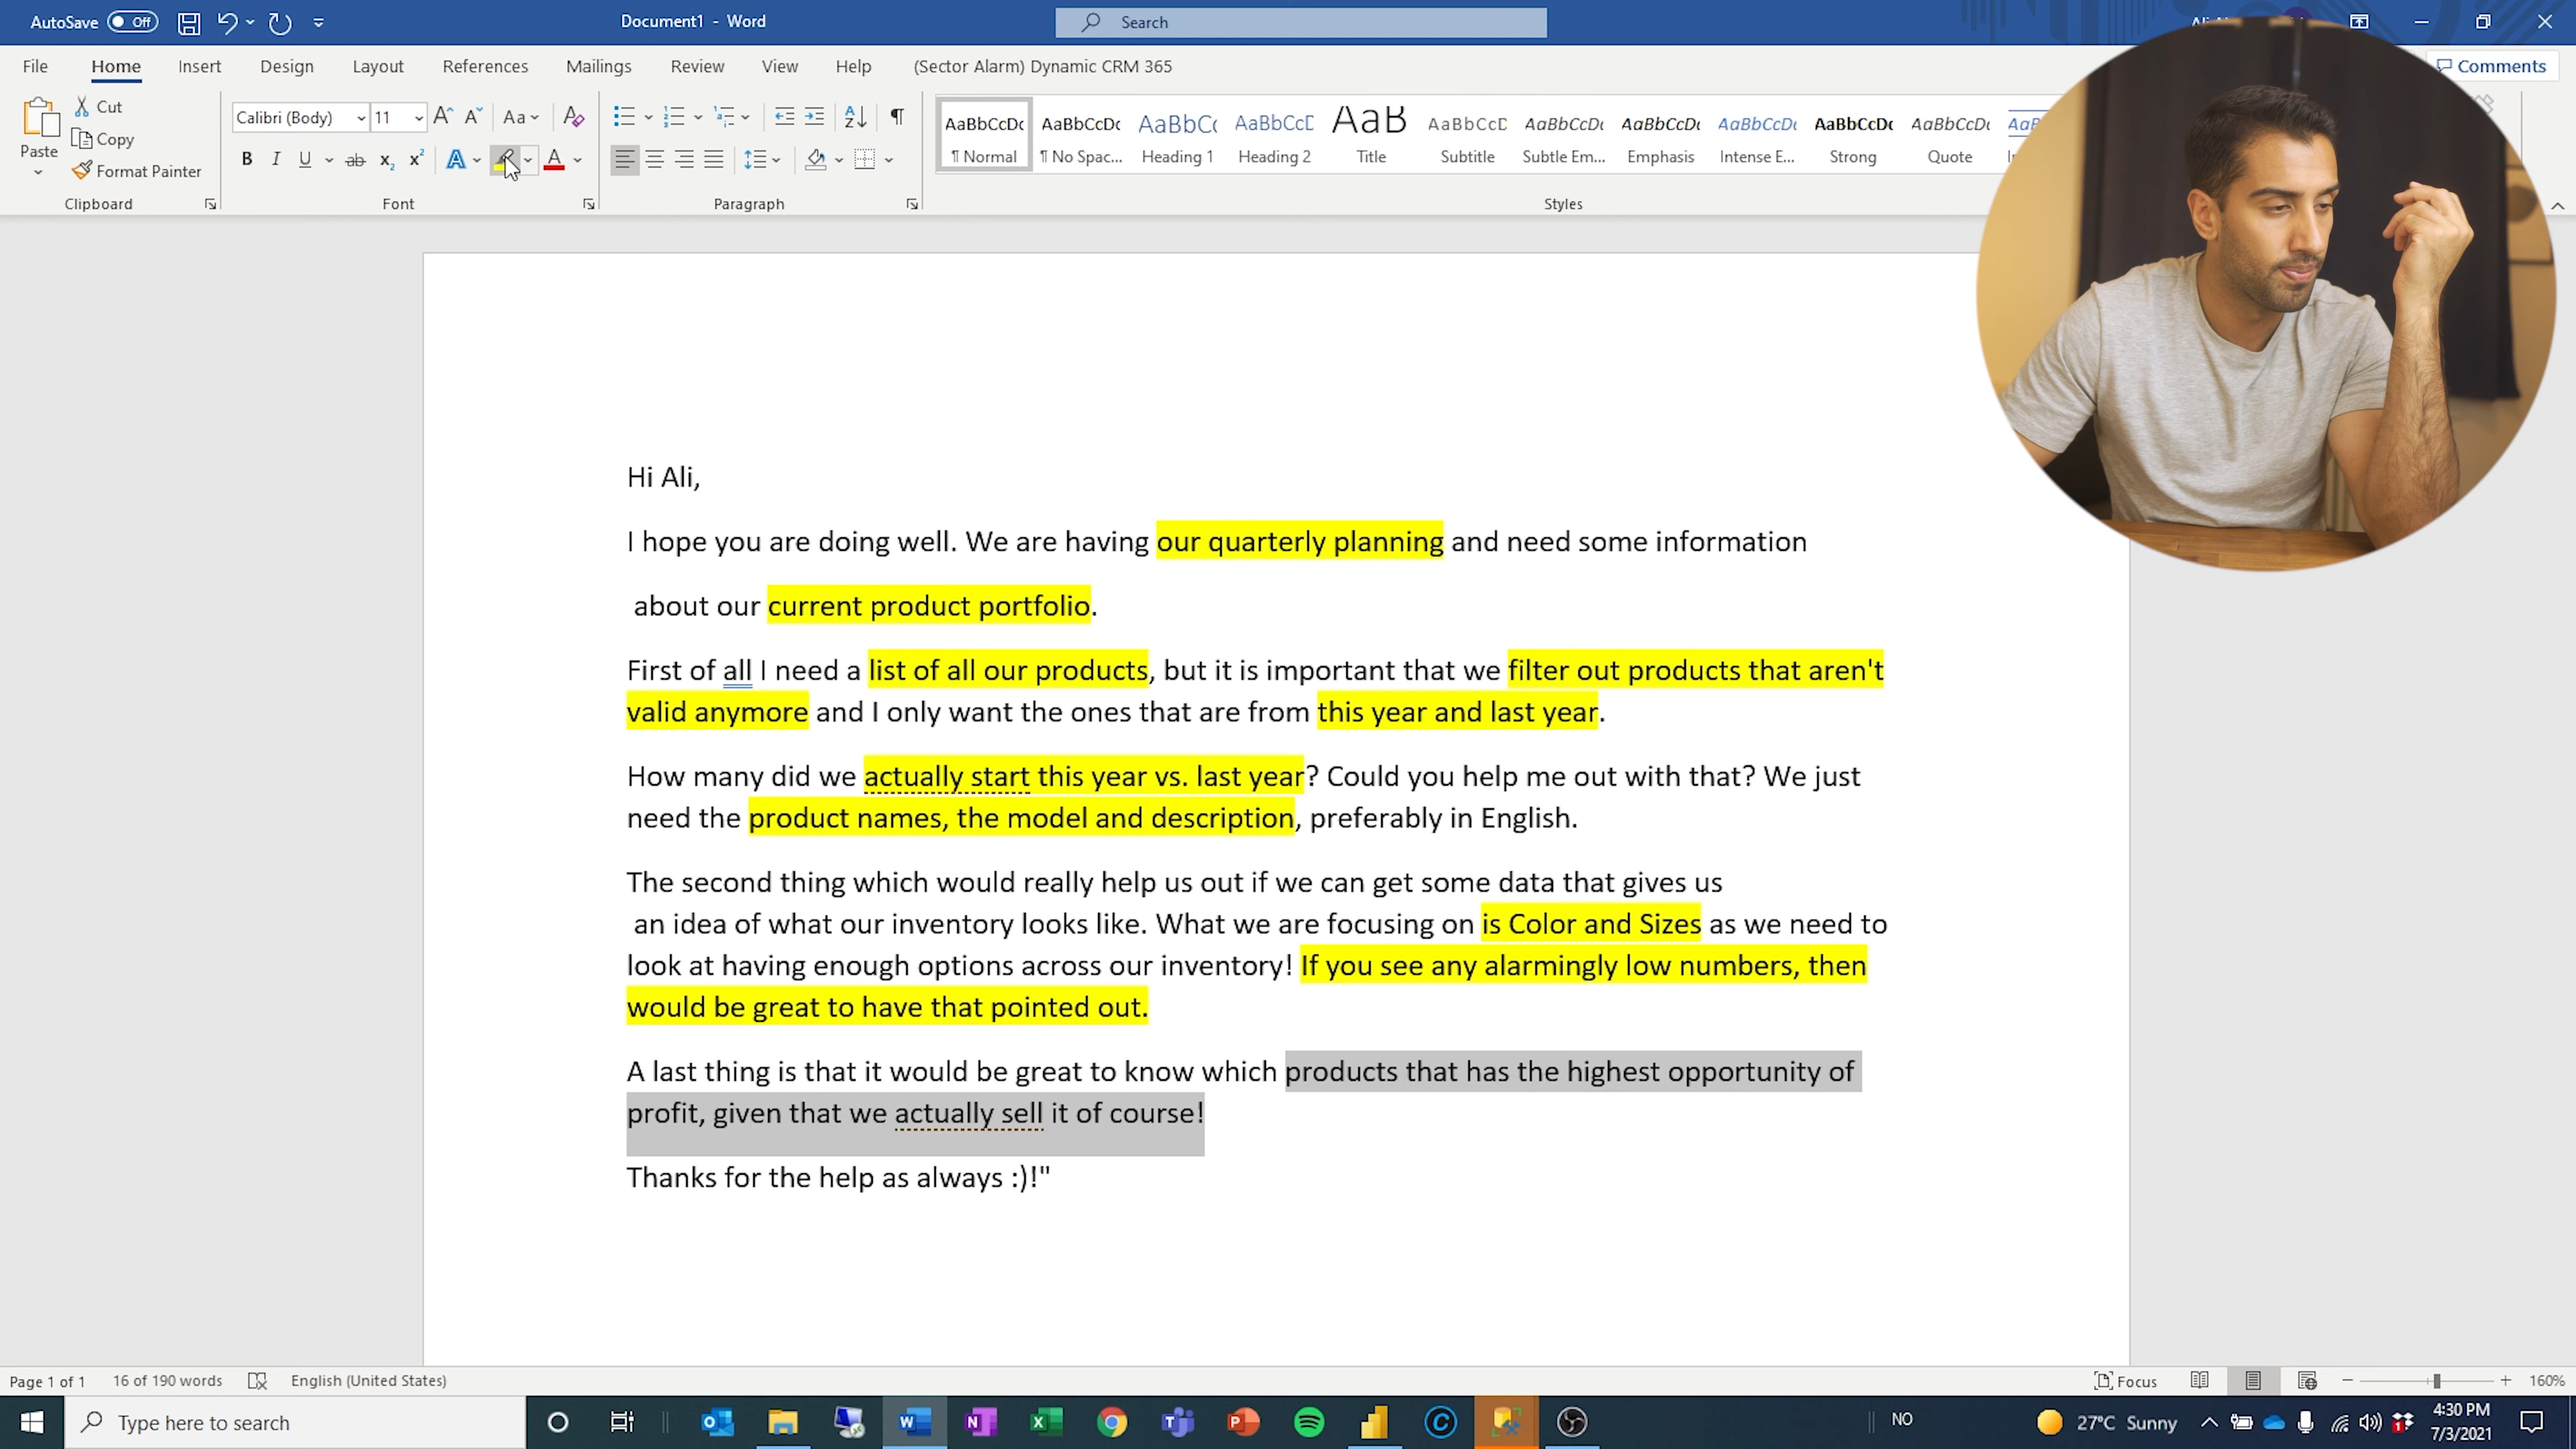 AutoSave Off Document1 - Word Search
File Home Insert Design Layout References Mailings Review View Help (Sector Alarm) Dynamic CRM 365 Comments
Paste Cut Copy Format Painter
Calibri (Body) 11 Aa
B I U ab x2 x2 A A
AaBbCcDc AaBbCcDc AaBbCc AaBbCcD AaB AaBbCcD AaBbCcDc AaBbCcDc AaBbCcDc AaBbCcDc AaBbCcDc
¶ Normal ¶ No Spac... Heading 1 Heading 2 Title Subtitle Subtle Em... Emphasis Intense E... Strong Quote
Clipboard Font Paragraph Styles
Hi Ali,
I hope you are doing well. We are having our quarterly planning and need some information
about our current product portfolio.
First of all I need a list of all our products, but it is important that we filter out products that aren't
valid anymore and I only want the ones that are from this year and last year.
How many did we actually start this year vs. last year? Could you help me out with that? We just
need the product names, the model and description, preferably in English.
The second thing which would really help us out if we can get some data that gives us
an idea of what our inventory looks like. What we are focusing on is Color and Sizes as we need to
look at having enough options across our inventory! If you see any alarmingly low numbers, then
would be great to have that pointed out.
A last thing is that it would be great to know which products that has the highest opportunity of
profit, given that we actually sell it of course!
Thanks for the help as always :)!"
Page 1 of 1 16 of 190 words English (United States) Focus 160%
Type here to search NO 27°C Sunny 4:30 PM
7/3/2021